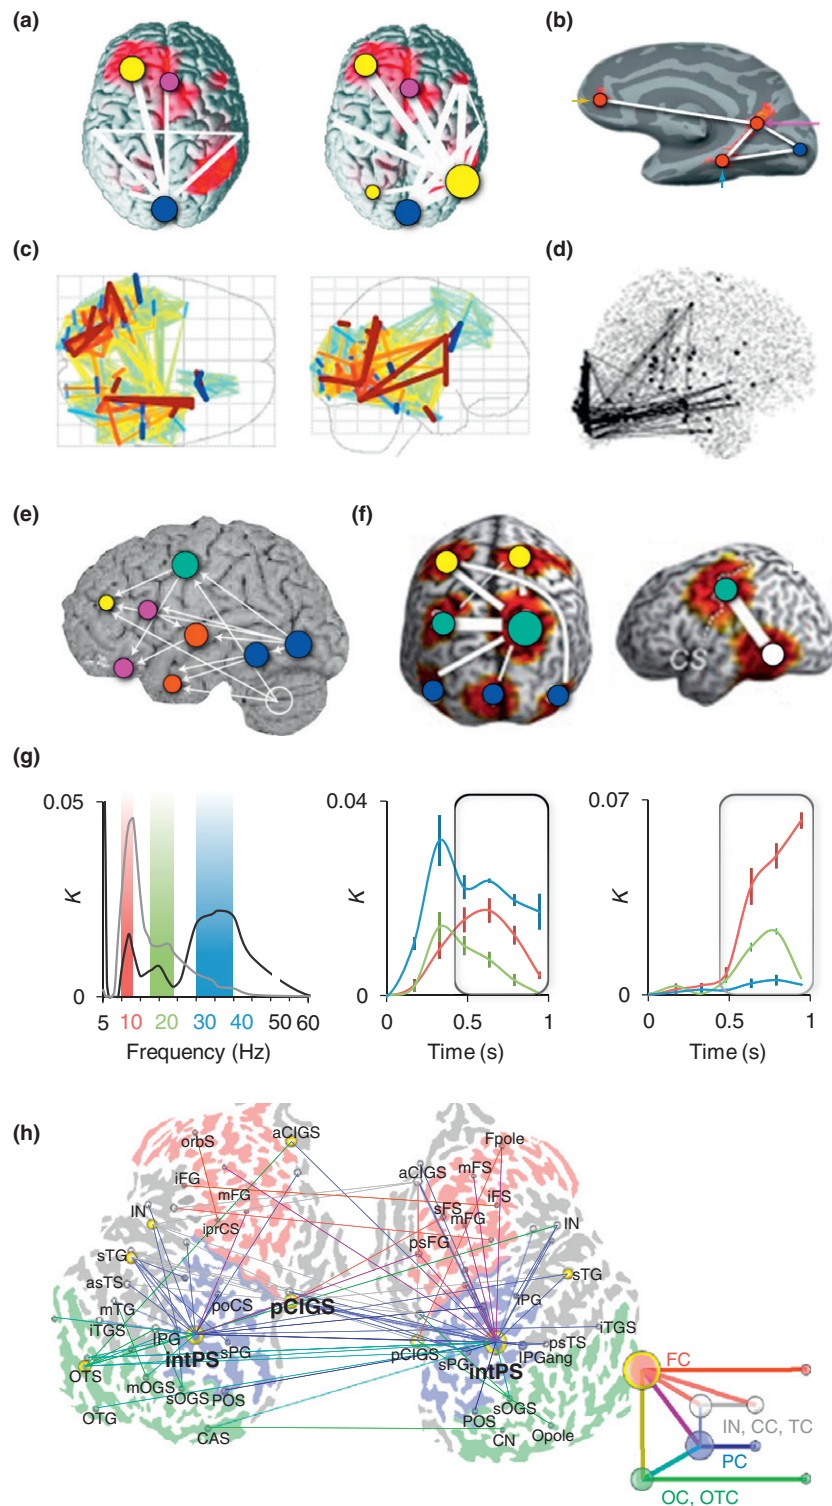 (a)
(b)
(c)
(d)
(e)
(f)
CS
(g)
0.05
K
0
5 10 20 30 40 50 60
Frequency (Hz)
0.04
K
0
0 0.5 1
Time (s)
0.07
K
0
0 0.5 1
Time (s)
(h)
orbS
aCIGS
iFG
mFG
IN
iprCS
sTG
asTS
mTG
poCS
pCIGS
iTGS
IPG
sPG
intPS
OTS
mOGS
sOGS
POS
OTG
CAS
Fpole
aCIGS
mFS
iFS
sFS
mFG
IN
psFG
sTG
iPG
iTGS
psTS
pCIGS
sPG
IPGang
intPS
sOGS
POS
CN
Opole
FC
IN, CC, TC
PC
OC, OTC